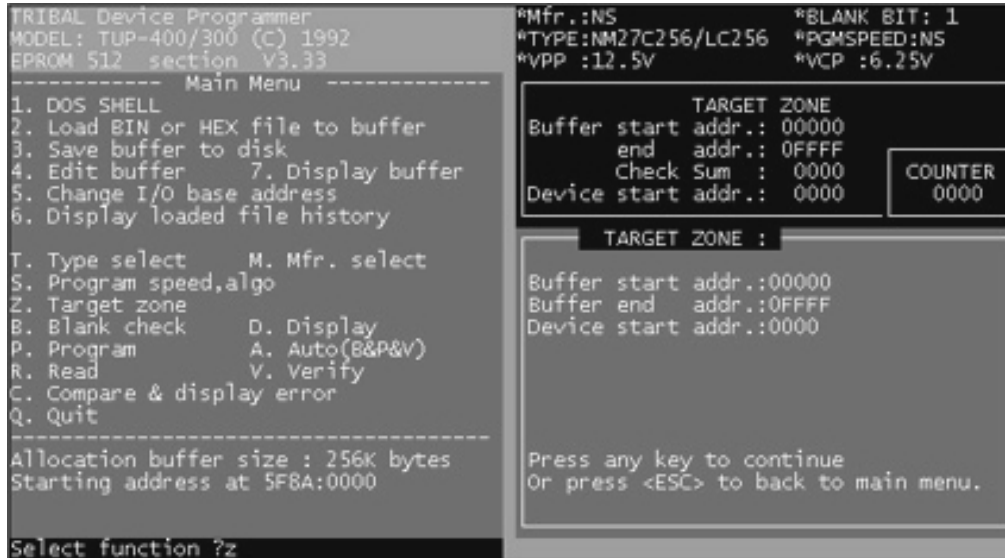 TRIBAL Device Programmer
MODEL: TUP-400/300 (C) 1992
EPROM 512 section V3.33
Main Menu
1. DOS SHELL
2. Load BIN or HEX file to buffer
3. Save buffer to disk
4. Edit buffer 7. Display buffer
5. Change I/O base address
6. Display loaded file history
T. Type select M. Mfr. select
S. Program speed,algo
Z. Target zone
B. Blank check D. Display
P. Program A. Auto(B&P&V)
R. Read V. Verify
C. Compare & display error
Q. Quit
Allocation buffer size : 256K bytes
Starting address at 5F8A:0000
Select function ?z
*Mfr.:NS *BLANK BIT: 1
*TYPE:NM27C256/LC256 *PGMSPEED:NS
*VPP :12.5V *VCP :6.25V
TARGET ZONE
Buffer start addr.: 00000
end addr.: 0FFFF
Check Sum : 0000
Device start addr.: 0000
COUNTER
0000
TARGET ZONE :
Buffer start addr.:00000
Buffer end addr.:0FFFF
Device start addr.:0000
Press any key to continue
Or press <ESC> to back to main menu.